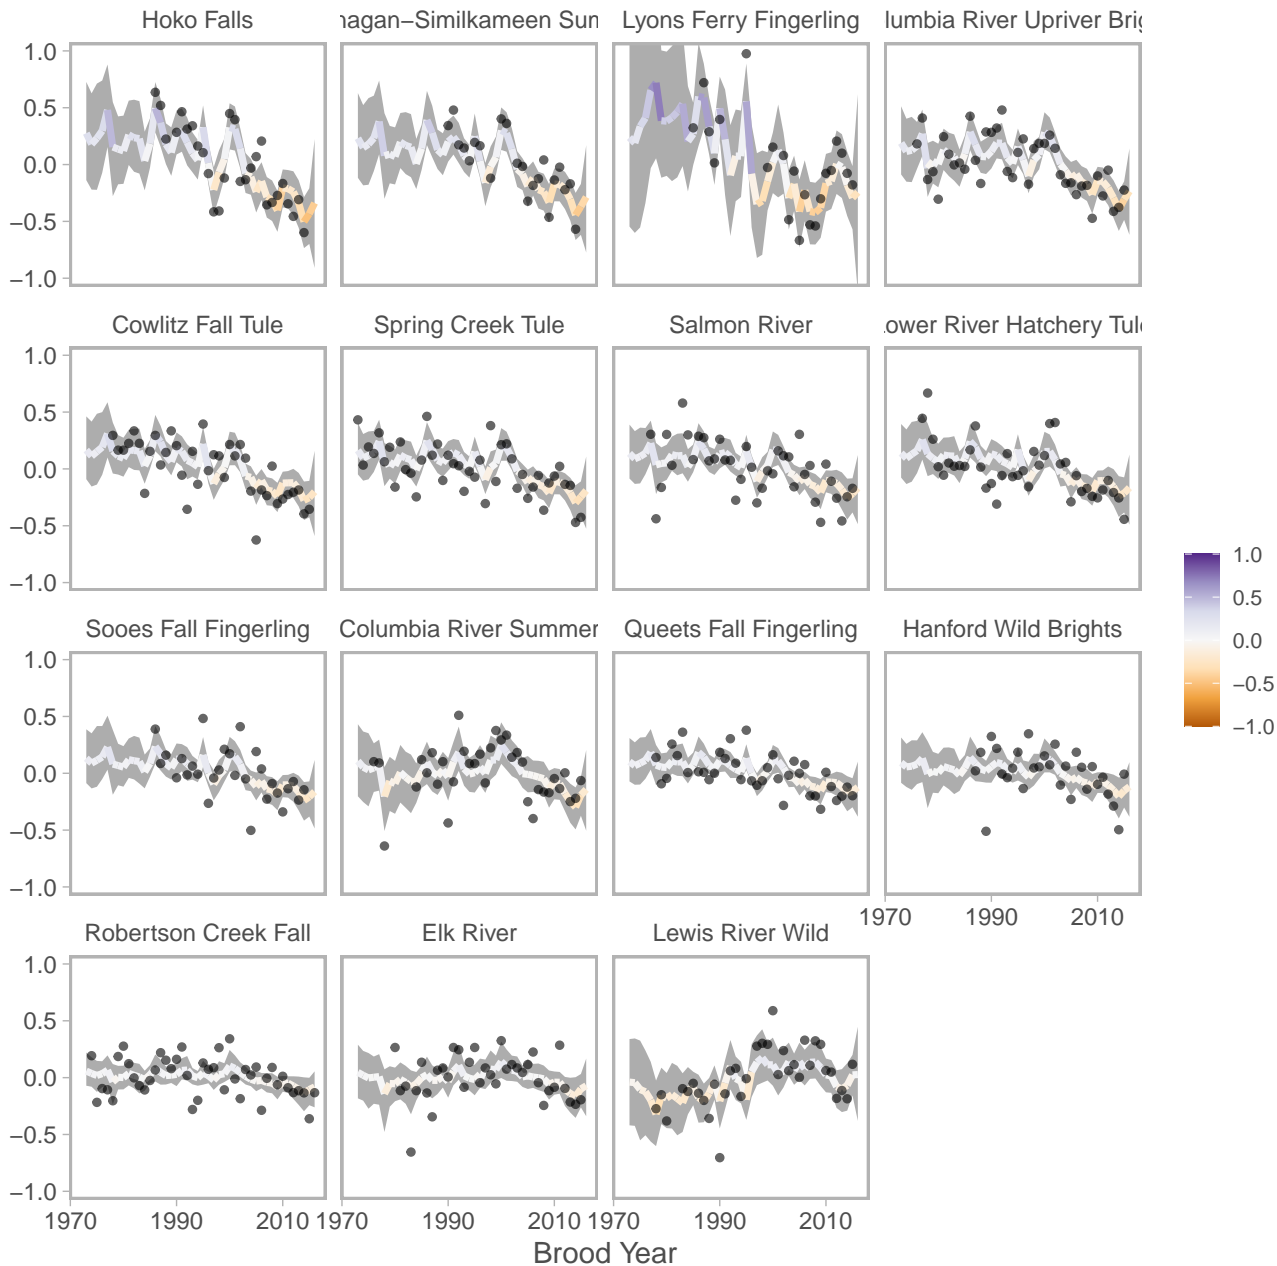 Hoko Falls
nagan−Similkameen Sun
Lyons Ferry Fingerling
lumbia River Upriver Brig
1.0
0.5
0.0
−0.5
−1.0
Cowlitz Fall Tule
Spring Creek Tule
Salmon River
ower River Hatchery Tule
1.0
0.5
0.0
−0.5
−1.0
1.0
0.5
0.0
−0.5
−1.0
Sooes Fall Fingerling
Columbia River Summer
Queets Fall Fingerling
Hanford Wild Brights
1.0
0.5
0.0
−0.5
−1.0
1970 1990 2010
Robertson Creek Fall
Elk River
Lewis River Wild
1.0
0.5
0.0
−0.5
−1.0
1970 1990 2010 1970 1990 2010 1970 1990 2010
Brood Year